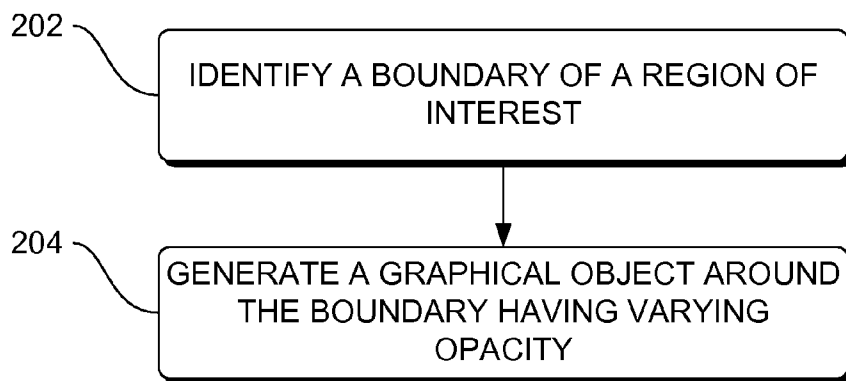 202
IDENTIFY A BOUNDARY OF A REGION OF
INTEREST
204
GENERATE A GRAPHICAL OBJECT AROUND
THE BOUNDARY HAVING VARYING
OPACITY